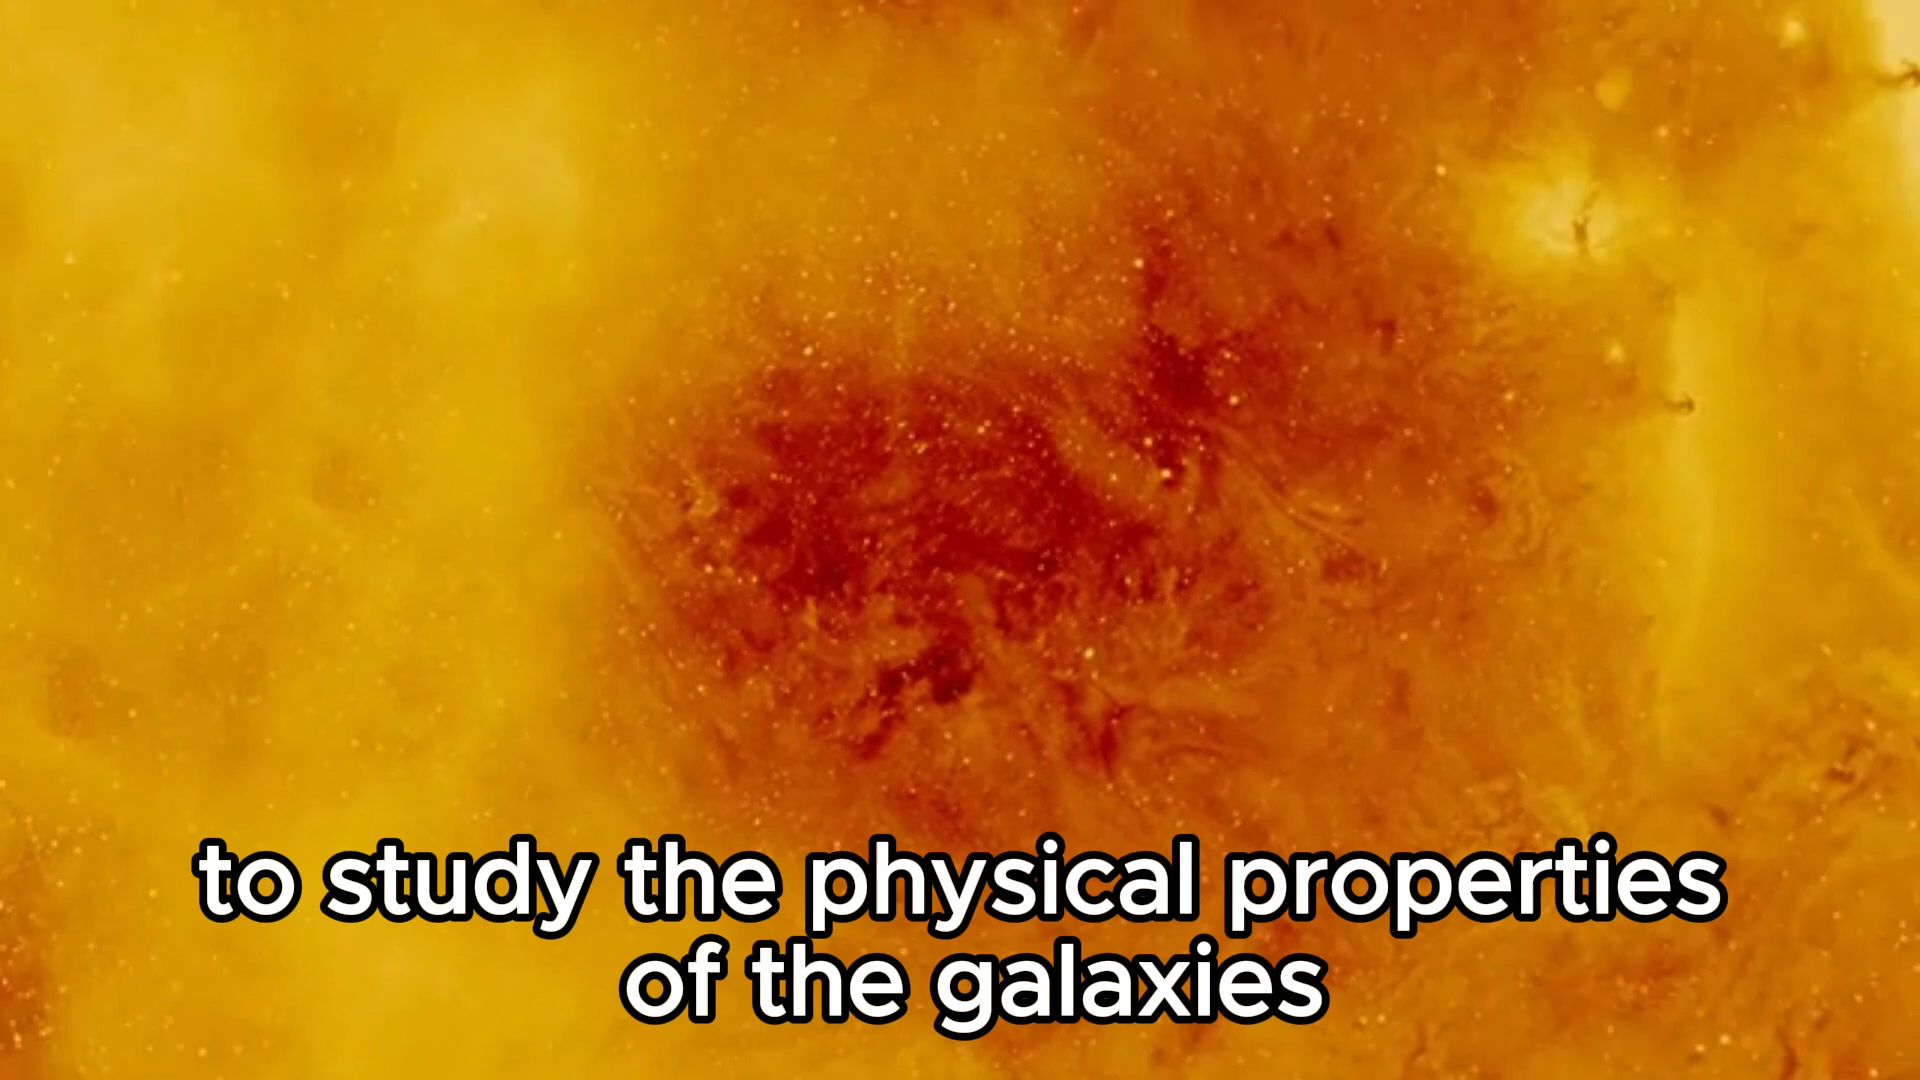 to study the physical properties
of the galaxies